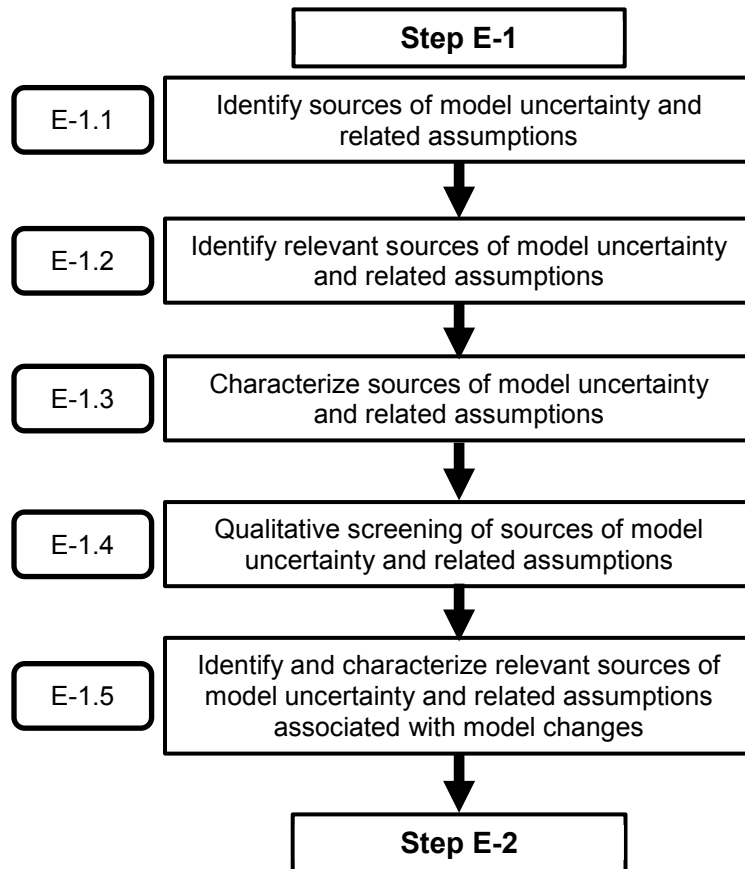 Step E-1
E-1.1
Identify sources of model uncertainty and
related assumptions
E-1.2
Identify relevant sources of model uncertainty
and related assumptions
E-1.3
Characterize sources of model uncertainty
and related assumptions
E-1.4
Qualitative screening of sources of model
uncertainty and related assumptions
E-1.5
Identify and characterize relevant sources of
model uncertainty and related assumptions
associated with model changes
Step E-2